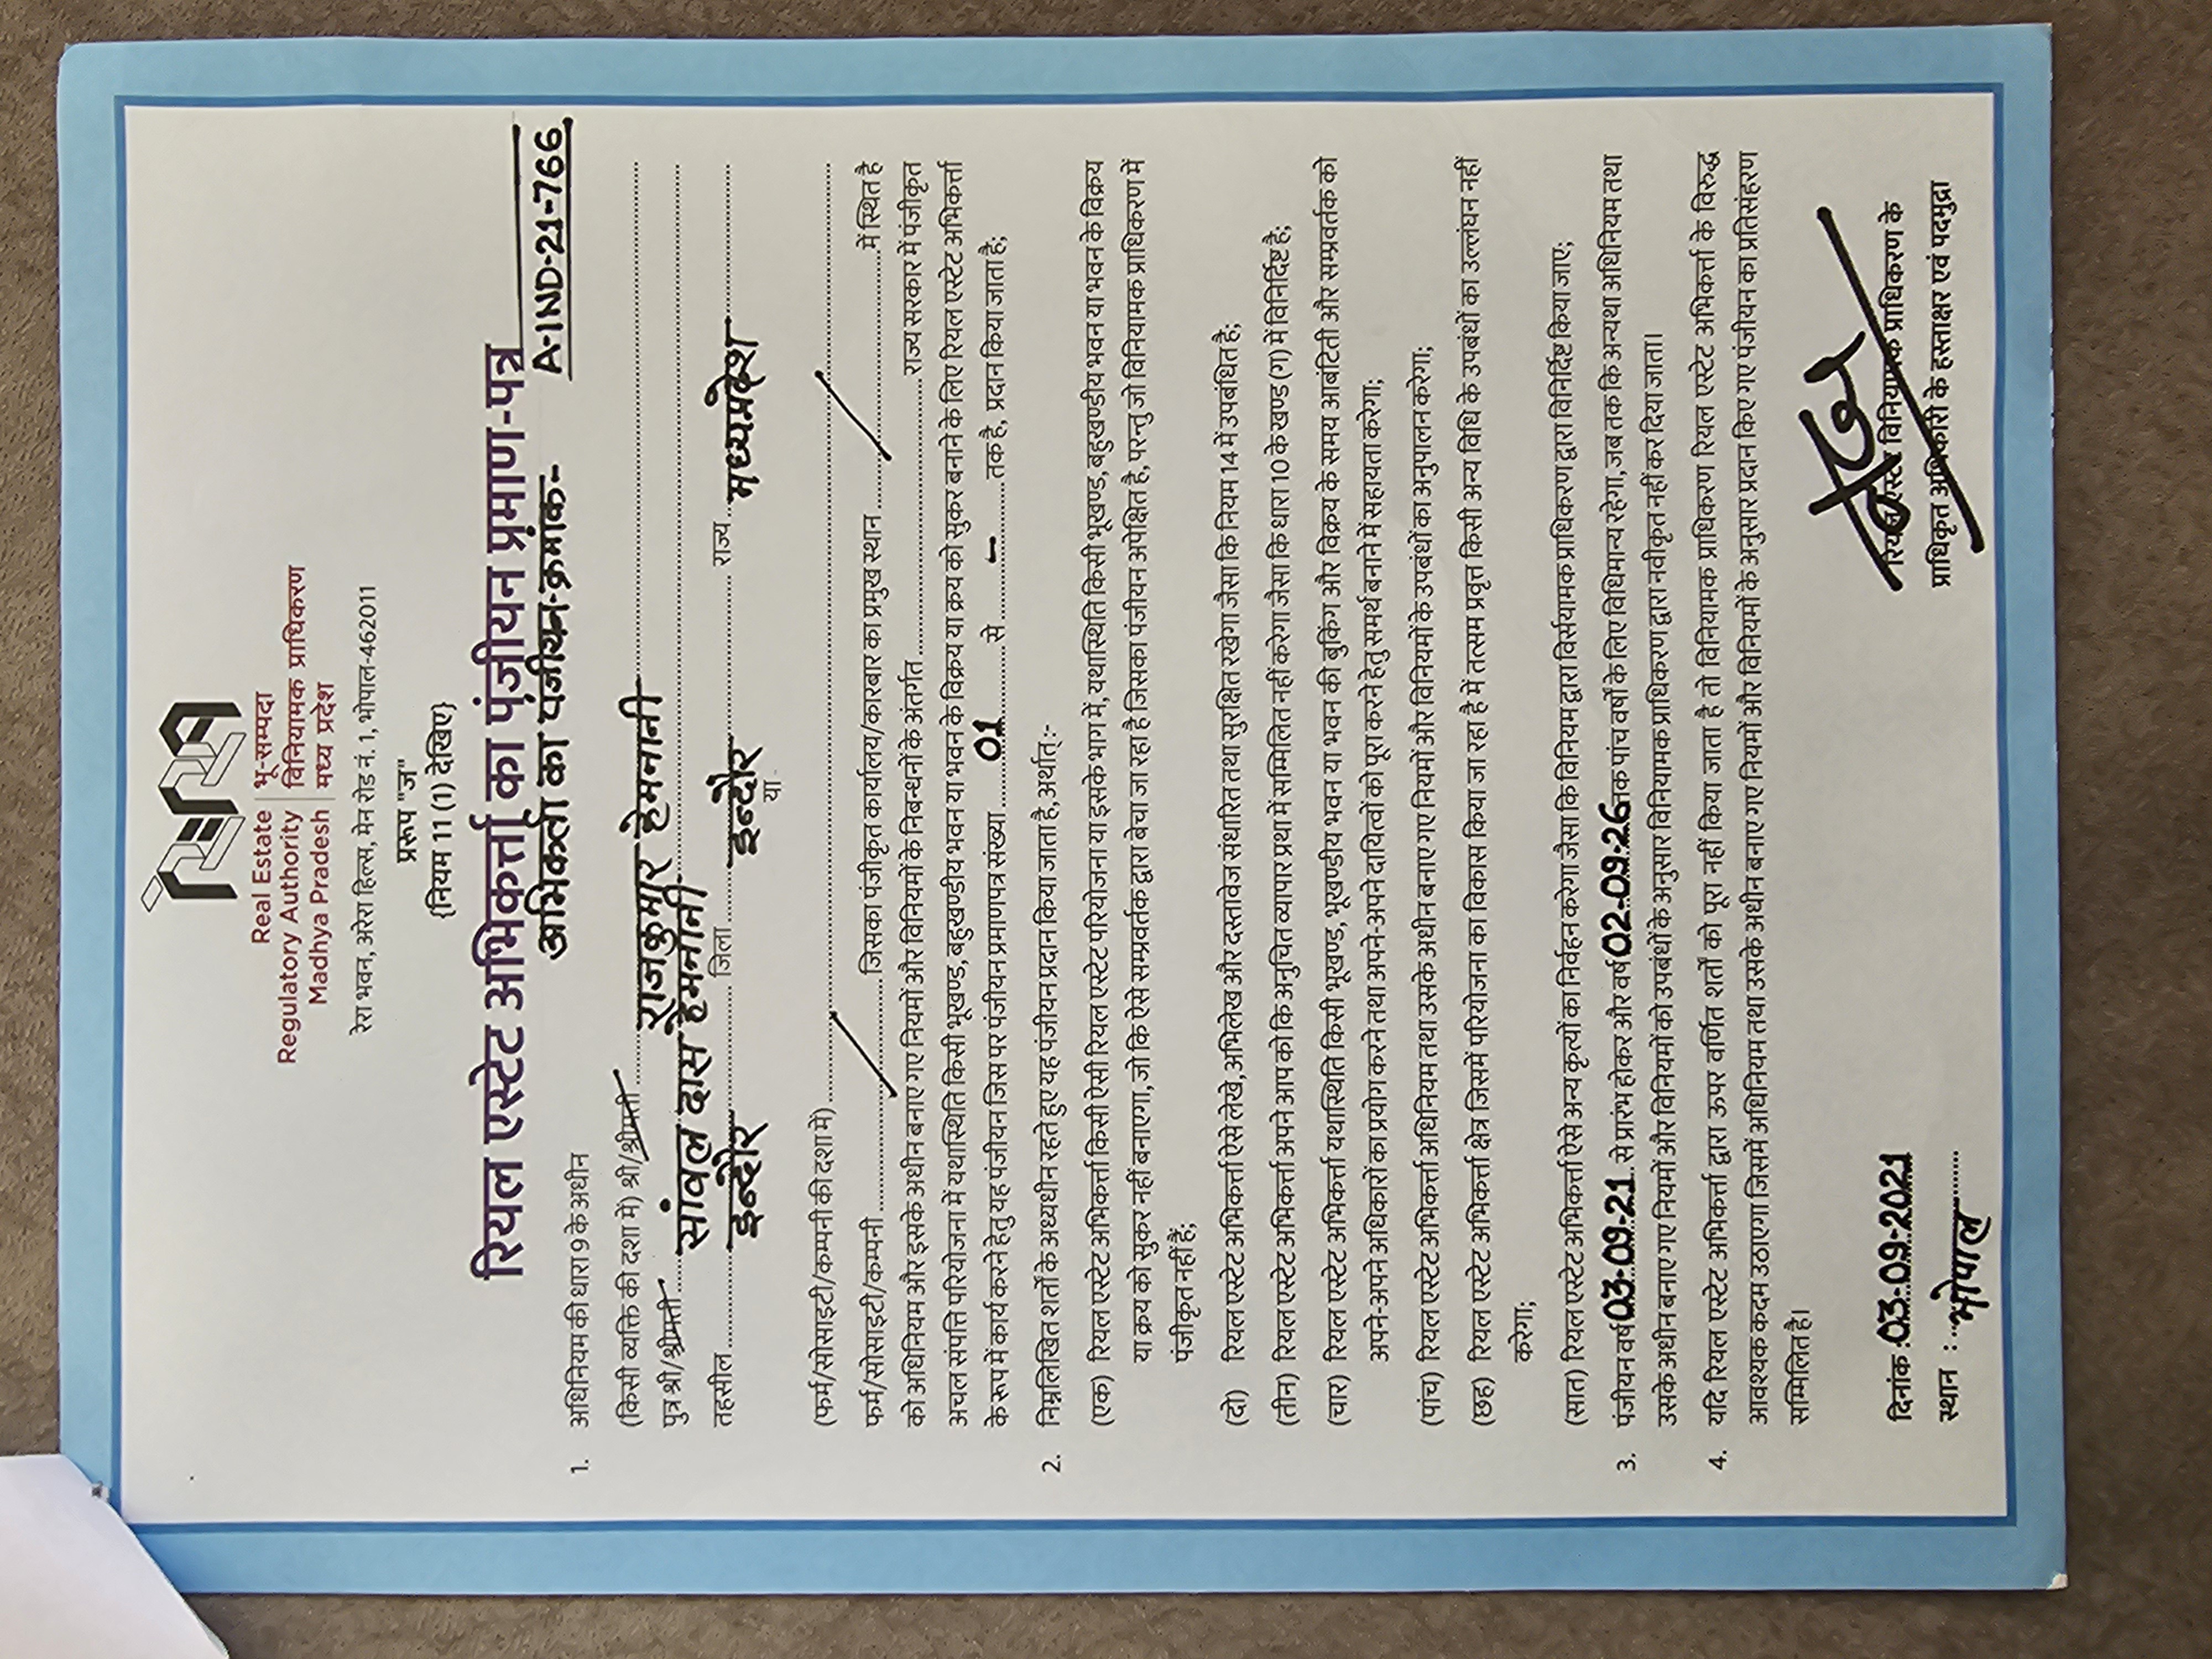 RERA
Real Estate
Regulatory Authority
Madhya Pradesh
भू-सम्पदा
विनियामक प्राधिकरण
मध्य प्रदेश
रेरा भवन, अरेरा हिल्स, मेन रोड नं. 1, भोपाल-462011
प्ररूप "ज"
{नियम 11 (1) देखिए}
रियल एस्टेट अभिकर्त्ता का पंजीयन प्रमाण-पत्र
अभिकर्ता का पंजीयन-क्रमांक:- A-IND-21-766
1. अधिनियम की धारा 9 के अधीन
(किसी व्यक्ति की दशा में) श्री/श्रीमती राजकुमार हेमनानी
पुत्र श्री/श्रीमती सांवल दास हेमनानी
तहसील इन्दौर जिला इन्दौर राज्य मध्यप्रदेश
या
(फर्म/सोसाइटी/कम्पनी की दशा में)
फर्म/सोसाइटी/कम्पनी जिसका पंजीकृत कार्यालय/कारबार का प्रमुख स्थान में स्थित है
को अधिनियम और इसके अधीन बनाए गए नियमों और विनियमों के निबन्धनों के अंतर्गत राज्य सरकार में पंजीकृत
अचल संपत्ति परियोजना में यथास्थिति किसी भूखण्ड, बहुखण्डीय भवन या भवन के विक्रय या क्रय को सुकर बनाने के लिए रियल एस्टेट अभिकर्त्ता
के रूप में कार्य करने हेतु यह पंजीयन जिस पर पंजीयन प्रमाणपत्र संख्या 01 से - तक है, प्रदान किया जाता है;
2. निम्नलिखित शर्तों के अध्यधीन रहते हुए यह पंजीयन प्रदान किया जाता है, अर्थात् :-
(एक) रियल एस्टेट अभिकर्त्ता किसी ऐसी रियल एस्टेट परियोजना या इसके भाग में, यथास्थिति किसी भूखण्ड, बहुखण्डीय भवन या भवन के विक्रय
या क्रय को सुकर नहीं बनाएगा, जो कि ऐसे सम्प्रवर्तक द्वारा बेचा जा रहा है जिसका पंजीयन अपेक्षित है, परन्तु जो विनियामक प्राधिकरण में
पंजीकृत नहीं है;
(दो) रियल एस्टेट अभिकर्त्ता ऐसे लेखे, अभिलेख और दस्तावेज संधारित तथा सुरक्षित रखेगा जैसा कि नियम 14 में उपबंधित है;
(तीन) रियल एस्टेट अभिकर्त्ता अपने आप को कि अनुचित व्यापार प्रथा में सम्मिलित नहीं करेगा जैसा कि धारा 10 के खण्ड (ग) में विनिर्दिष्ट है;
(चार) रियल एस्टेट अभिकर्त्ता यथास्थिति किसी भूखण्ड, भूखण्डीय भवन या भवन की बुकिंग और विक्रय के समय आबंटिती और सम्प्रवर्तक को
अपने-अपने अधिकारों का प्रयोग करने तथा अपने-अपने दायित्वों को पूरा करने हेतु समर्थ बनाने में सहायता करेगा;
(पांच) रियल एस्टेट अभिकर्त्ता अधिनियम तथा उसके अधीन बनाए गए नियमों और विनियमों के उपबंधों का अनुपालन करेगा;
(छह) रियल एस्टेट अभिकर्त्ता क्षेत्र जिसमें परियोजना का विकास किया जा रहा है में तत्सम प्रवृत्त किसी अन्य विधि के उपबंधों का उल्लंघन नहीं
करेगा;
(सात) रियल एस्टेट अभिकर्त्ता ऐसे अन्य कृत्यों का निर्वहन करेगा जैसा कि विनियम द्वारा विर्सयामक प्राधिकरण द्वारा विनिर्दिष्ट किया जाए;
3. पंजीयन वर्ष 03-09-21 से प्रारंभ होकर और वर्ष 02-09-26 तक पांच वर्षों के लिए विधिमान्य रहेगा, जब तक कि अन्यथा अधिनियम तथा
उसके अधीन बनाए गए नियमों और विनियमों को उपबंधों के अनुसार विनियामक प्राधिकरण द्वारा नवीकृत नहीं कर दिया जाता।
4. यदि रियल एस्टेट अभिकर्त्ता द्वारा ऊपर वर्णित शर्तों को पूरा नहीं किया जाता है तो विनियामक प्राधिकरण रियल एस्टेट अभिकर्त्ता के विरुद्ध
आवश्यक कदम उठाएगा जिसमें अधिनियम तथा उसके अधीन बनाए गए नियमों और विनियमों के अनुसार प्रदान किए गए पंजीयन का प्रतिसंहरण
सम्मिलित है।
दिनांक : 03-09-2021
स्थान : भोपाल
रियल एस्टेट विनियामक प्राधिकरण के
प्राधिकृत अधिकारी के हस्ताक्षर एवं पदमुद्रा